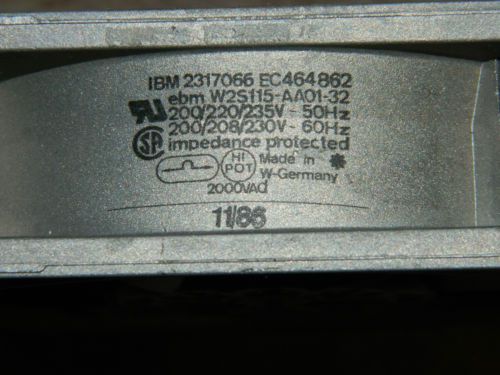 IBM 2317066 EC464862
ebm W2S115-AA01-32
200/220/235V - 50Hz
200/208/230V - 60Hz
impedance protected
HI POT Made in W-Germany
2000VAC
11/86